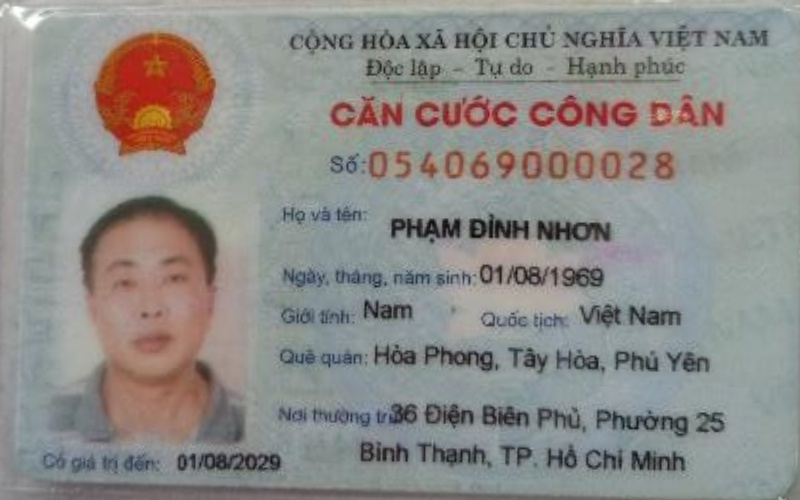 CỘNG HÒA XÃ HỘI CHỦ NGHĨA VIỆT NAM
Độc lập - Tự do - Hạnh phúc
CĂN CƯỚC CÔNG DÂN
Số: 054069000028
Họ và tên: PHẠM ĐÌNH NHƠN
Ngày, tháng, năm sinh: 01/08/1969
Giới tính: Nam Quốc tịch: Việt Nam
Quê quán: Hòa Phong, Tây Hòa, Phú Yên
Nơi thường trú: 36 Điện Biên Phủ, Phường 25
Bình Thạnh, TP. Hồ Chí Minh
Có giá trị đến: 01/08/2029